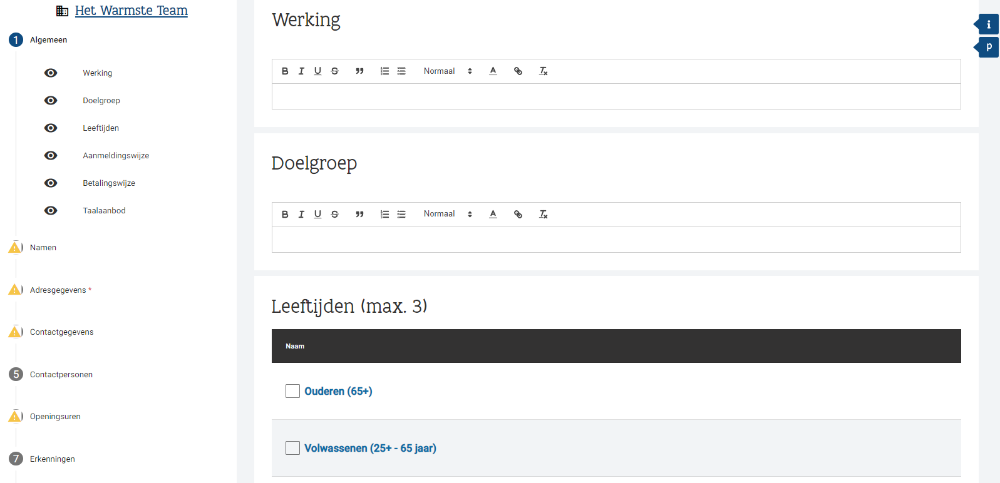 Het Warmste Team
1 Algemeen
Werking
Doelgroep
Leeftijden
Aanmeldingswijze
Betalingswijze
Taalaanbod
Namen
Adresgegevens *
Contactgegevens
5 Contactpersonen
Openingsuren
7 Erkenningen
Werking
B I U S Normaal A
Doelgroep
B I U S Normaal A
Leeftijden (max. 3)
Naam
Ouderen (65+)
Volwassenen (25+ - 65 jaar)
i
p